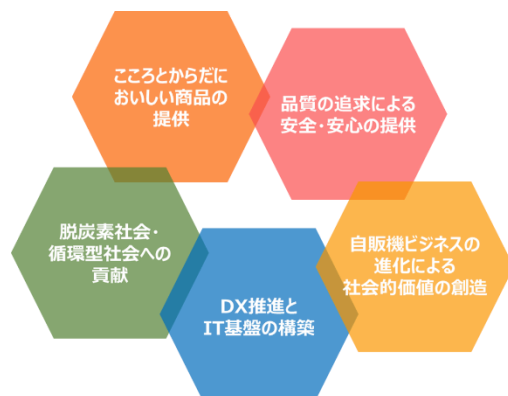 こころとからだに
おいしい商品の
提供
品質の追求による
安全・安心の提供
脱炭素社会・
循環型社会への
貢献
自販機ビジネスの
進化による
社会的価値の創造
DX推進と
IT基盤の構築